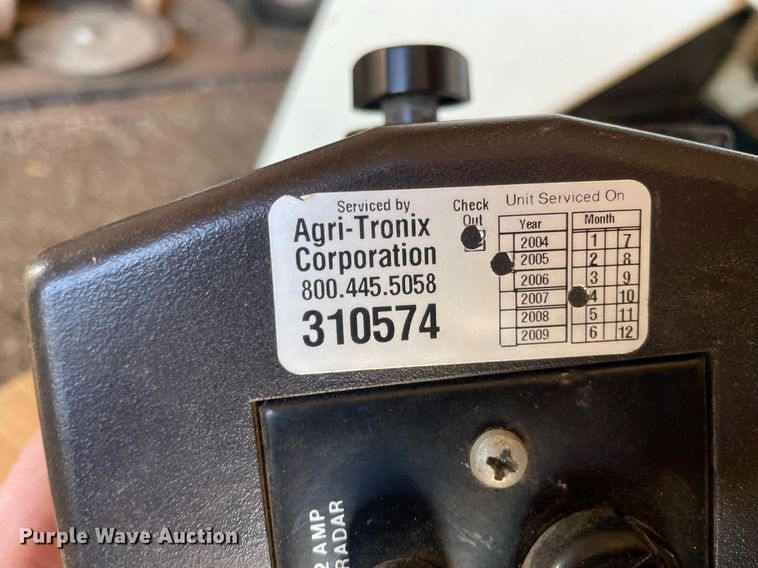 Serviced by
Agri-Tronix
Corporation
800.445.5058
310574
Check
Out
Unit Serviced On
Year
2004
2005
2006
2007
2008
2009
Month
1 7
2 8
3 9
4 10
5 11
6 12
2 AMP
RADAR
Purple Wave Auction